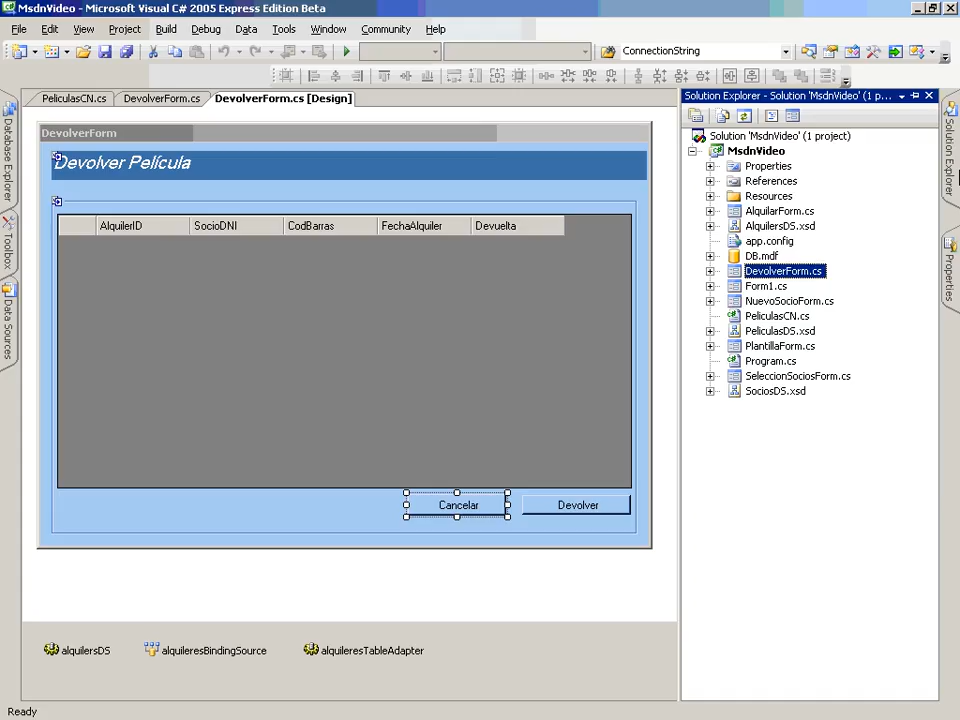 MsdnVideo - Microsoft Visual C# 2005 Express Edition Beta
File Edit View Project Build Debug Data Tools Window Community Help
ConnectionString
PeliculasCN.cs DevolverForm.cs DevolverForm.cs [Design]
Solution Explorer - Solution 'MsdnVideo' (1 p...
Database Explorer
Toolbox
Data Sources
DevolverForm
Devolver Película
AlquilerID SocioDNI CodBarras FechaAlquiler Devuelta
Cancelar Devolver
alquilersDS alquileresBindingSource alquileresTableAdapter
Solution 'MsdnVideo' (1 project)
MsdnVideo
Properties
References
Resources
AlquilarForm.cs
AlquilersDS.xsd
app.config
DB.mdf
DevolverForm.cs
Form1.cs
NuevoSocioForm.cs
PeliculasCN.cs
PeliculasDS.xsd
PlantillaForm.cs
Program.cs
SeleccionSociosForm.cs
SociosDS.xsd
Solution Explorer
Properties
Ready